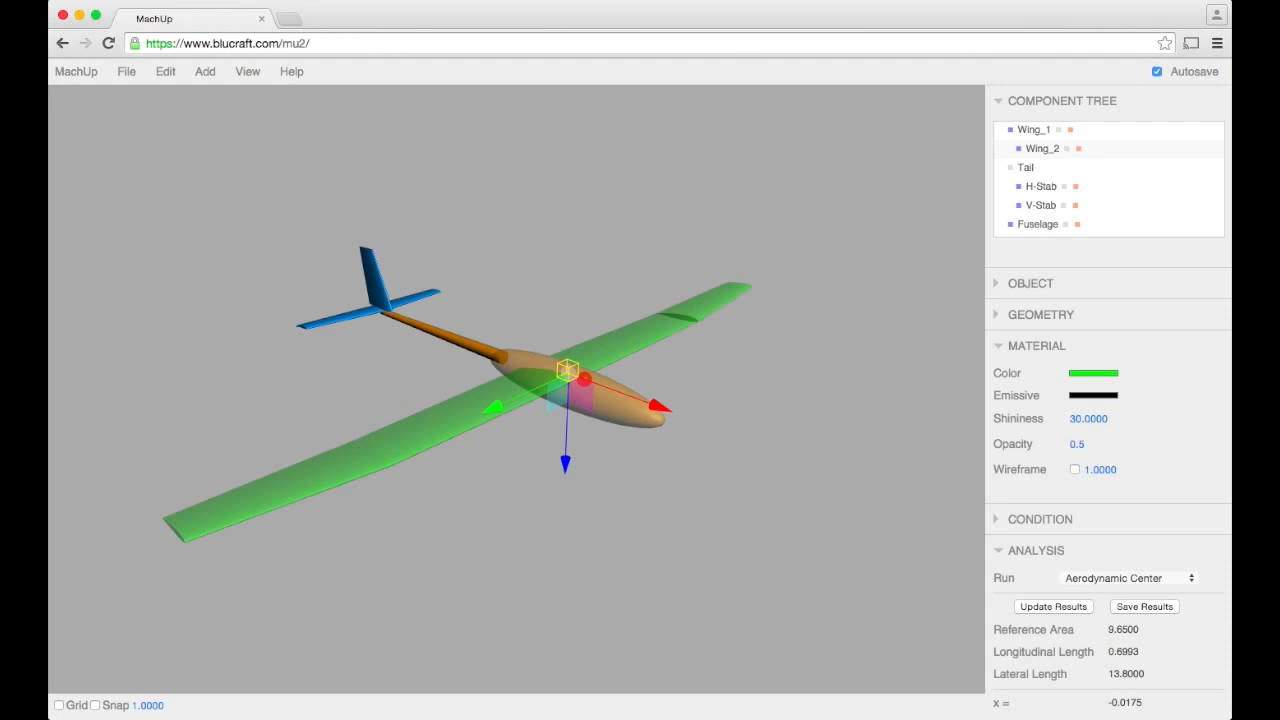 MachUp
https://www.blucraft.com/mu2/
MachUp File Edit Add View Help Autosave
COMPONENT TREE
Wing_1
Wing_2
Tail
H-Stab
V-Stab
Fuselage
OBJECT
GEOMETRY
MATERIAL
Color
Emissive
Shininess 30.0000
Opacity 0.5
Wireframe 1.0000
CONDITION
ANALYSIS
Run Aerodynamic Center
Update Results Save Results
Reference Area 9.6500
Longitudinal Length 0.6993
Lateral Length 13.8000
x = -0.0175
Grid Snap 1.0000